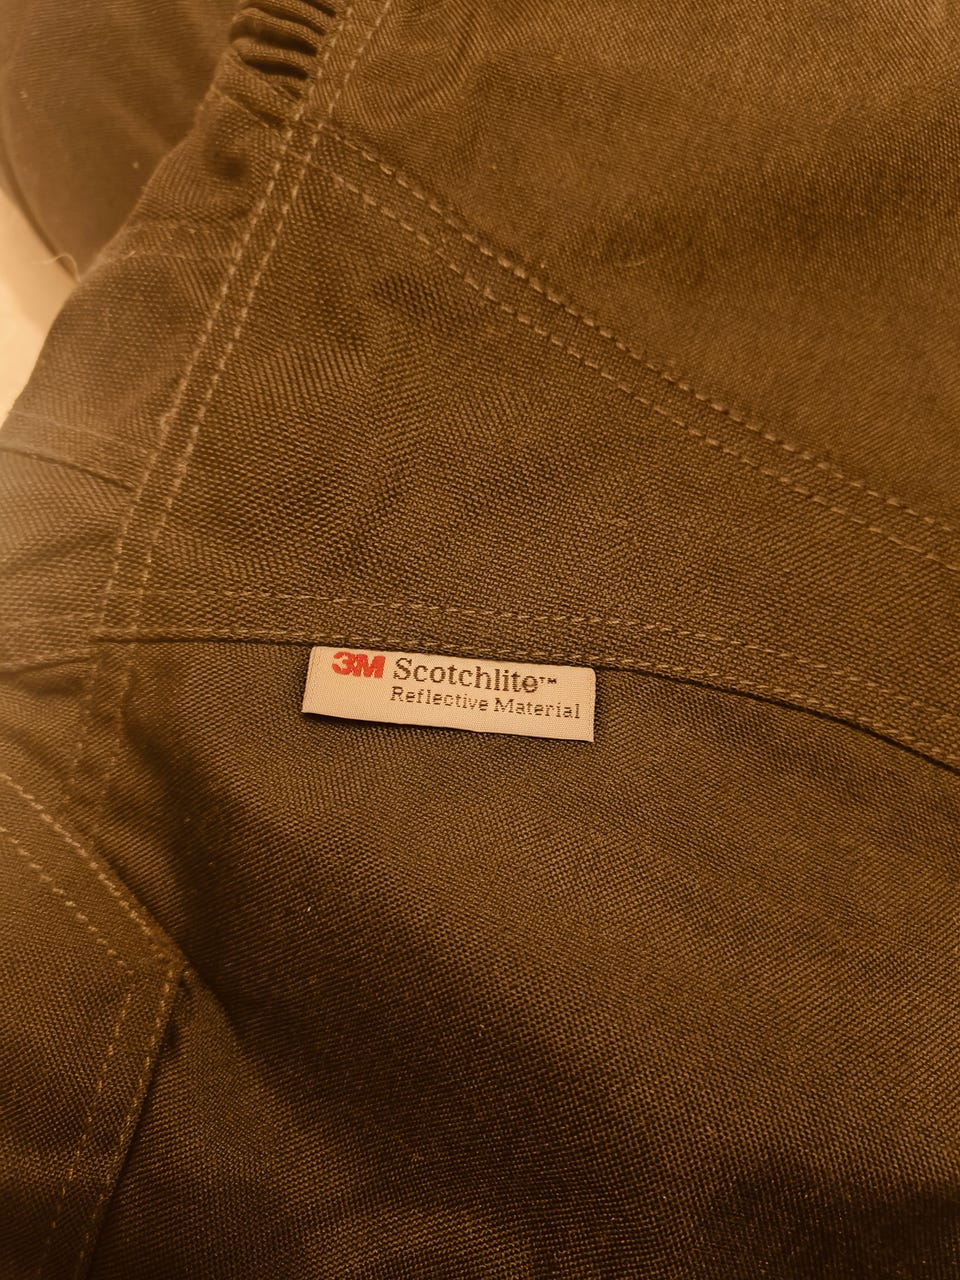 3M Scotchlite™
Reflective Material